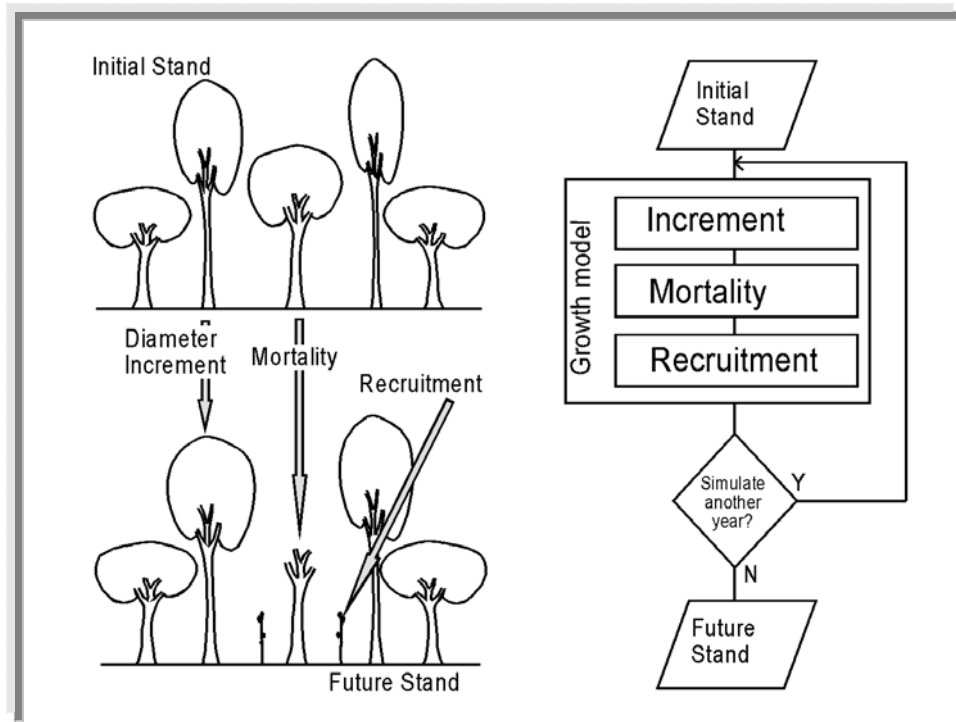 Initial Stand
Diameter
Increment
Mortality
Recruitment
Future Stand
Initial
Stand
Growth model
Increment
Mortality
Recruitment
Simulate
another
year?
Y
N
Future
Stand